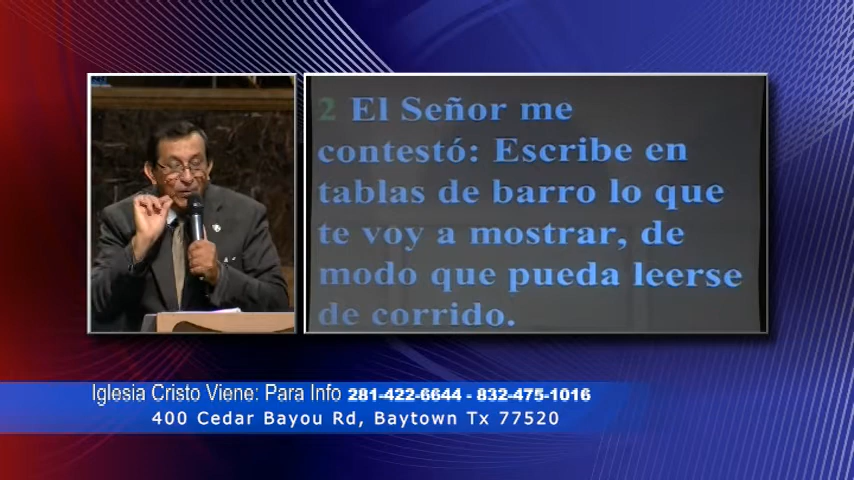 2 El Señor me
contestó: Escribe en
tablas de barro lo que
te voy a mostrar, de
modo que pueda leerse
de corrido.
Iglesia Cristo Viene: Para Info 281-422-6644 - 832-475-1016
400 Cedar Bayou Rd, Baytown Tx 77520